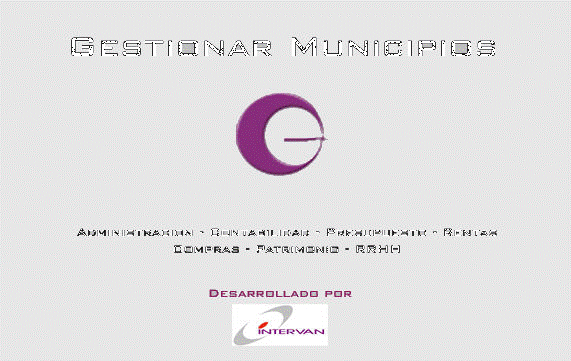 GESTIONAR MUNICIPIOS
ADMINISTRACION - CONTABILIDAD - PRESUPUESTO - RENTAS
COMPRAS - PATRIMONIO - RRHH
DESARROLLADO POR
INTERVAN